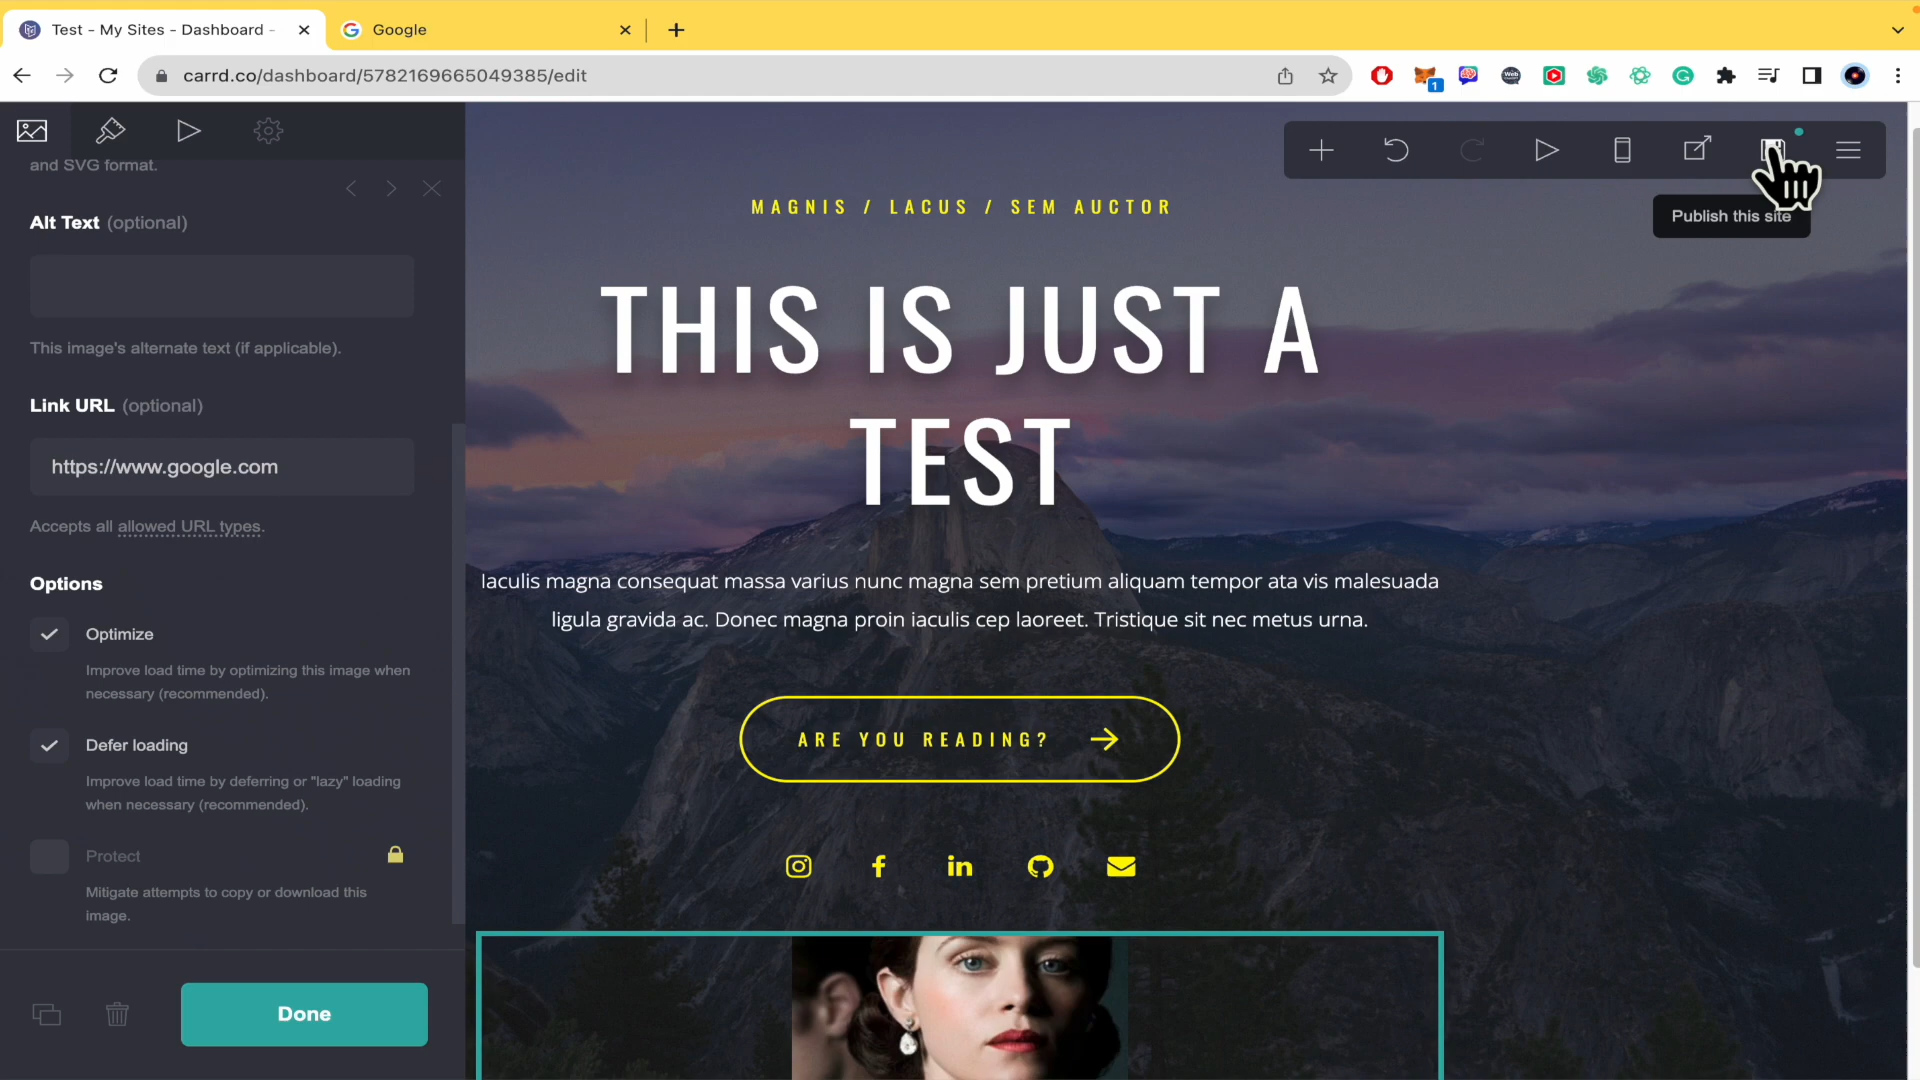 Test - My Sites - Dashboard -
Google
carrd.co/dashboard/5782169665049385/edit
1
and SVG format.
Alt Text (optional)
This image's alternate text (if applicable).
Link URL (optional)
https://www.google.com
Accepts all allowed URL types.
Options
Optimize
Improve load time by optimizing this image when
necessary (recommended).
Defer loading
Improve load time by deferring or "lazy" loading
when necessary (recommended).
Protect
Mitigate attempts to copy or download this
image.
Done
Publish this site
MAGNIS / LACUS / SEM AUCTOR
THIS IS JUST A
TEST
Iaculis magna consequat massa varius nunc magna sem pretium aliquam tempor ata vis malesuada
ligula gravida ac. Donec magna proin iaculis cep laoreet. Tristique sit nec metus urna.
ARE YOU READING?